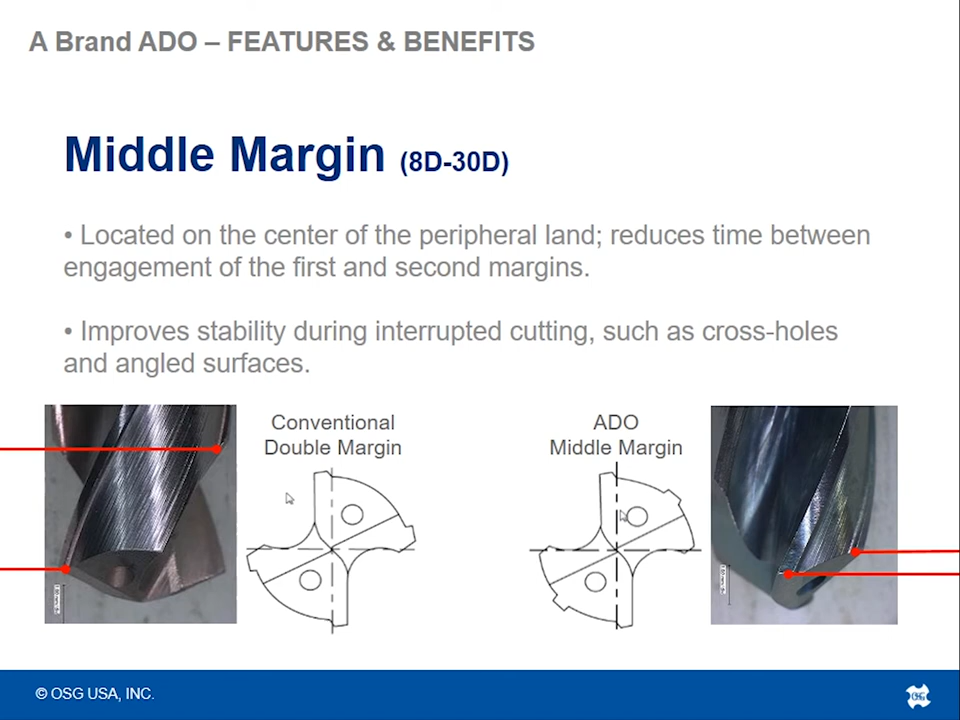 A Brand ADO – FEATURES & BENEFITS
Middle Margin (8D-30D)
• Located on the center of the peripheral land; reduces time between
engagement of the first and second margins.
• Improves stability during interrupted cutting, such as cross-holes
and angled surfaces.
Conventional
Double Margin
ADO
Middle Margin
© OSG USA, INC.